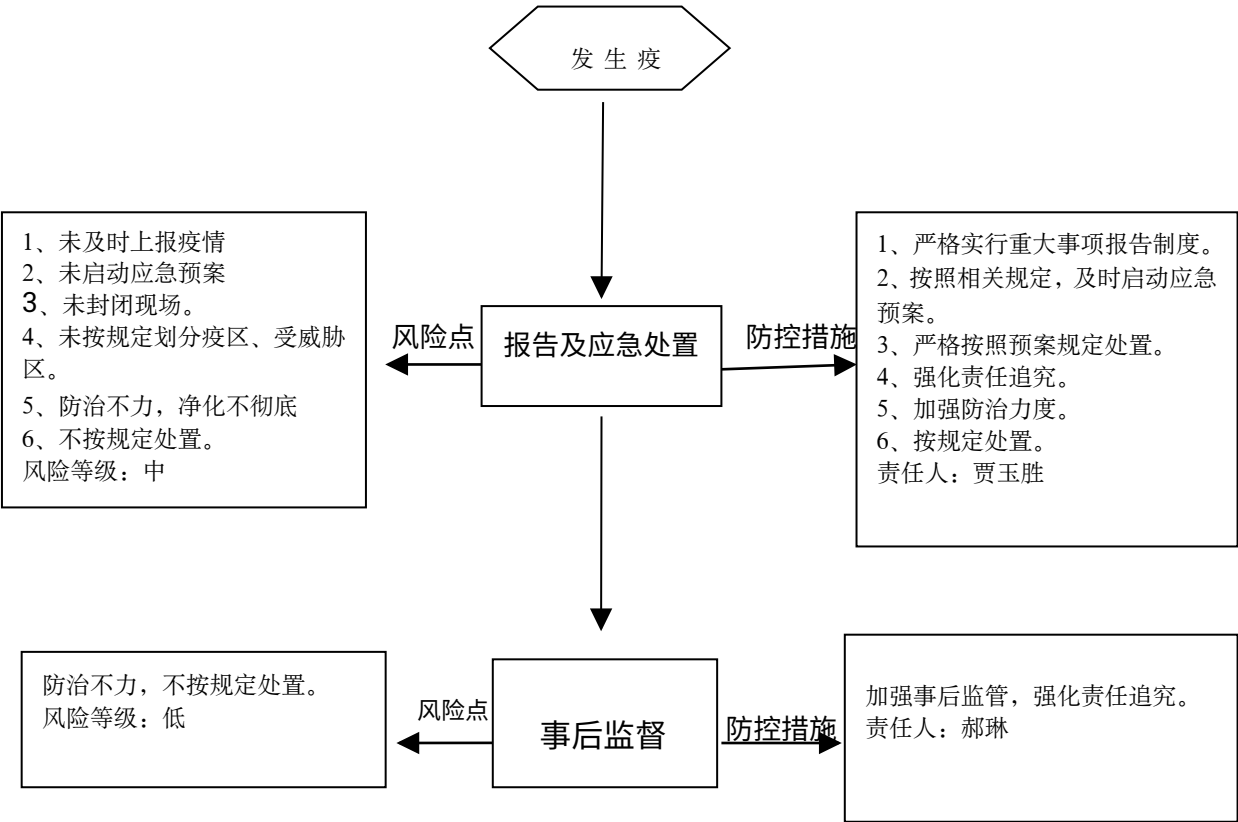 发 生 疫
1、未及时上报疫情
2、未启动应急预案
3、未封闭现场。
4、未按规定划分疫区、受威胁
区。
5、防治不力，净化不彻底
6、不按规定处置。
风险等级：中
风险点
报告及应急处置
防控措施
1、严格实行重大事项报告制度。
2、按照相关规定，及时启动应急
预案。
3、严格按照预案规定处置。
4、强化责任追究。
5、加强防治力度。
6、按规定处置。
责任人：贾玉胜
防治不力，不按规定处置。
风险等级：低
风险点
事后监督
防控措施
加强事后监管，强化责任追究。
责任人：郝琳